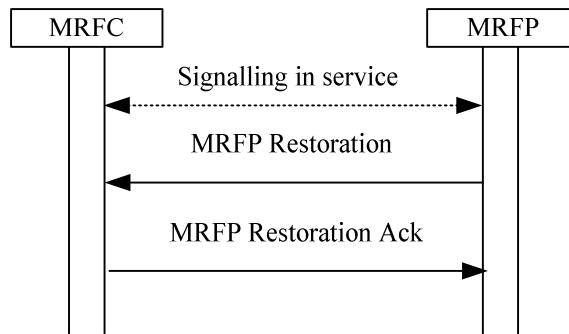 MRFC
MRFP
Signalling in service
MRFP Restoration
MRFP Restoration Ack